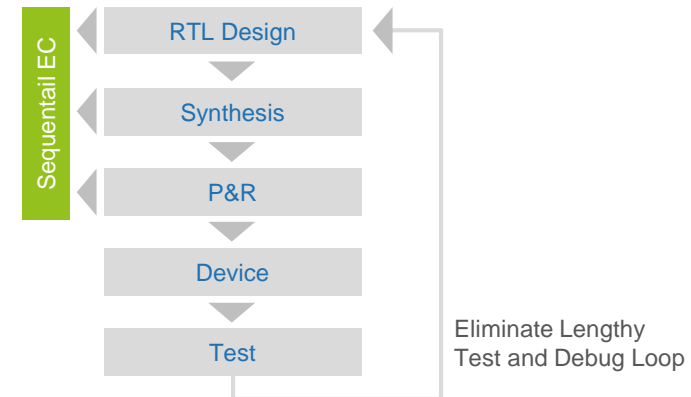 Sequentail EC
RTL Design
Synthesis
P&R
Device
Test
Eliminate Lengthy
Test and Debug Loop